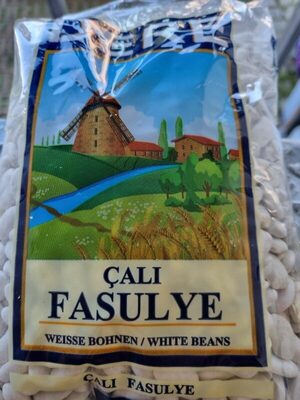 ÇALI
FASULYE
WEISSE BOHNEN / WHITE BEANS
ÇALI FASULYE